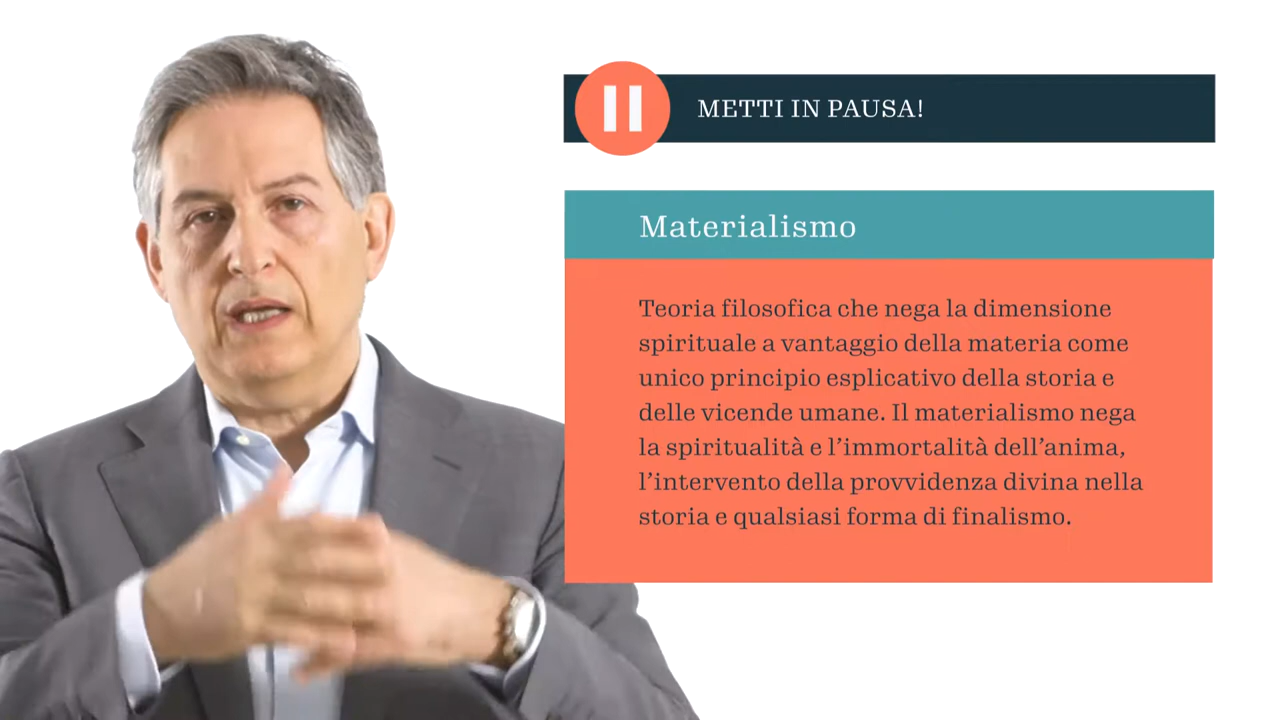 METTI IN PAUSA!
Materialismo
Teoria filosofica che nega la dimensione
spirituale a vantaggio della materia come
unico principio esplicativo della storia e
delle vicende umane. Il materialismo nega
la spiritualità e l’immortalità dell’anima,
l’intervento della provvidenza divina nella
storia e qualsiasi forma di finalismo.